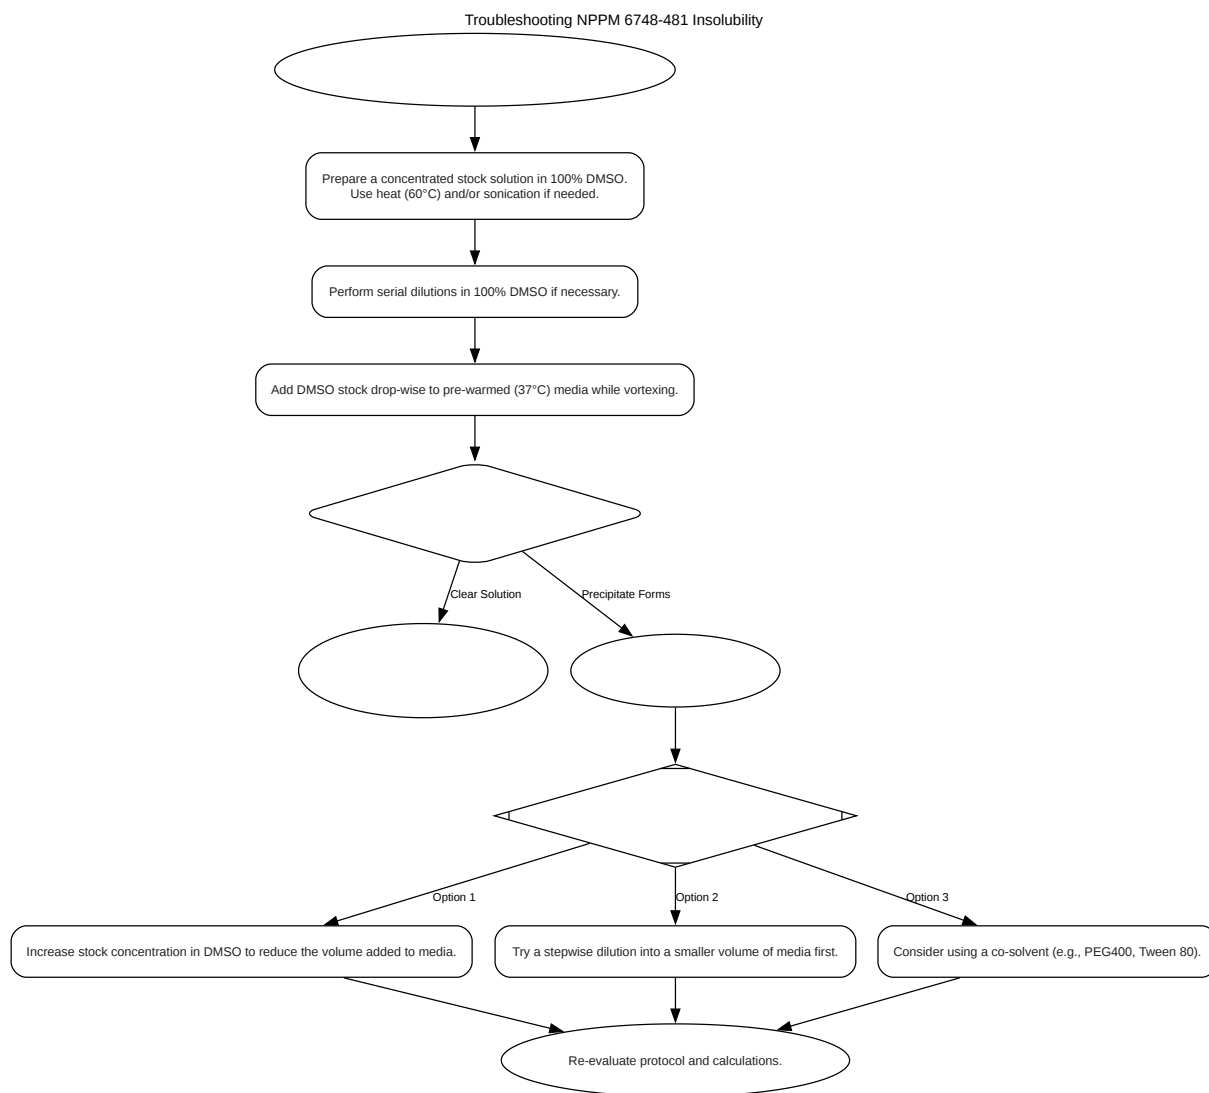 Troubleshooting NPPM 6748-481 Insolubility
Prepare a concentrated stock solution in 100% DMSO.
Use heat (60°C) and/or sonication if needed.
Perform serial dilutions in 100% DMSO if necessary.
Add DMSO stock drop-wise to pre-warmed (37°C) media while vortexing.
Clear Solution
Precipitate Forms
Option 1
Option 2
Option 3
Increase stock concentration in DMSO to reduce the volume added to media.
Try a stepwise dilution into a smaller volume of media first.
Consider using a co-solvent (e.g., PEG400, Tween 80).
Re-evaluate protocol and calculations.